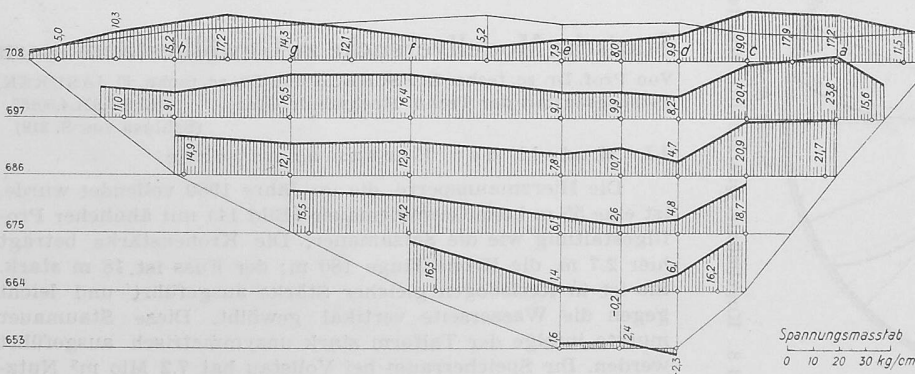 5,0 10,3 15,2 17,2 14,3 12,1 5,2 7,9 8,0 9,9 19,0 17,9 17,2 11,5
708 h g f e d c a
11,0 9,1 16,5 16,4 9,1 9,9 8,2 20,4 23,8 15,6
697
14,9 12,1 12,9 7,8 10,7 4,7 20,9 21,7
686
15,5 14,2 6,1 2,6 4,8 18,7
675
16,5 1,4 -0,2 6,1 16,2
664
653 1,6 2,4 -2,3
Spannungsmasstab
0 10 20 30 kg/cm